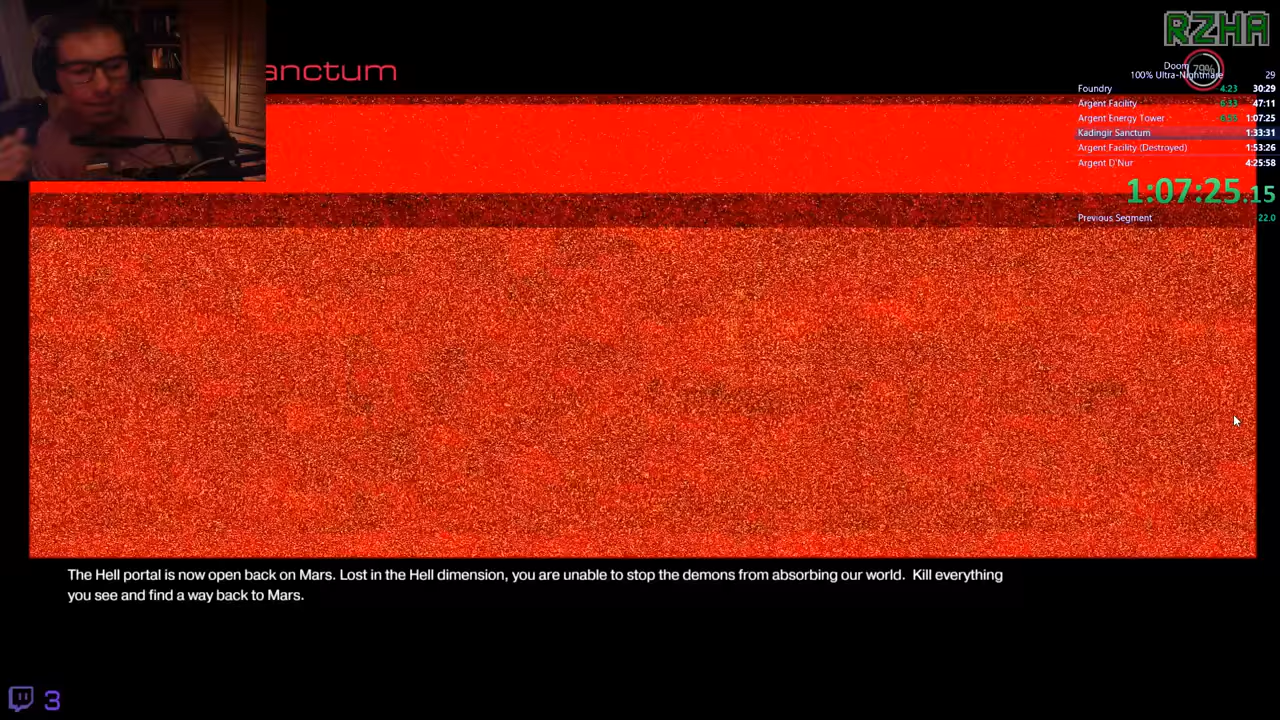 RZHA
anctum
Doom
79%
100% Ultra-Nightmare 29
Foundry 4:23 30:29
Argent Facility 6:33 47:11
Argent Energy Tower 1:07:25
Kadingir Sanctum 1:33:31
Argent Facility (Destroyed) 1:53:26
Argent D'Nur 4:25:58
1:07:25.15
Previous Segment 22.0
The Hell portal is now open back on Mars. Lost in the Hell dimension, you are unable to stop the demons from absorbing our world. Kill everything
you see and find a way back to Mars.
3